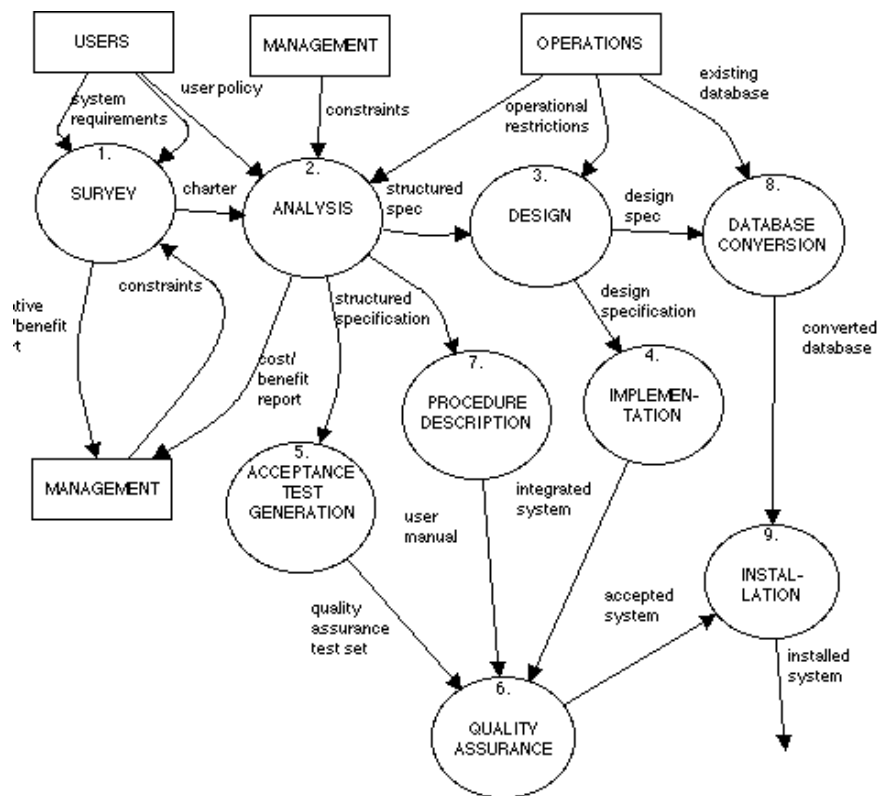 USERS
MANAGEMENT
OPERATIONS
system
requirements
user policy
constraints
operational
restrictions
existing
database
1.
SURVEY
charter
2.
ANALYSIS
structured
spec
3.
DESIGN
design
spec
8.
DATABASE
CONVERSION
constraints
structured
specification
design
specification
converted
database
benefit
cost/
benefit
report
7.
PROCEDURE
DESCRIPTION
4.
IMPLEMEN-
TATION
MANAGEMENT
5.
ACCEPTANCE
TEST
GENERATION
user
manual
integrated
system
9.
INSTAL-
LATION
quality
assurance
test set
accepted
system
installed
system
6.
QUALITY
ASSURANCE